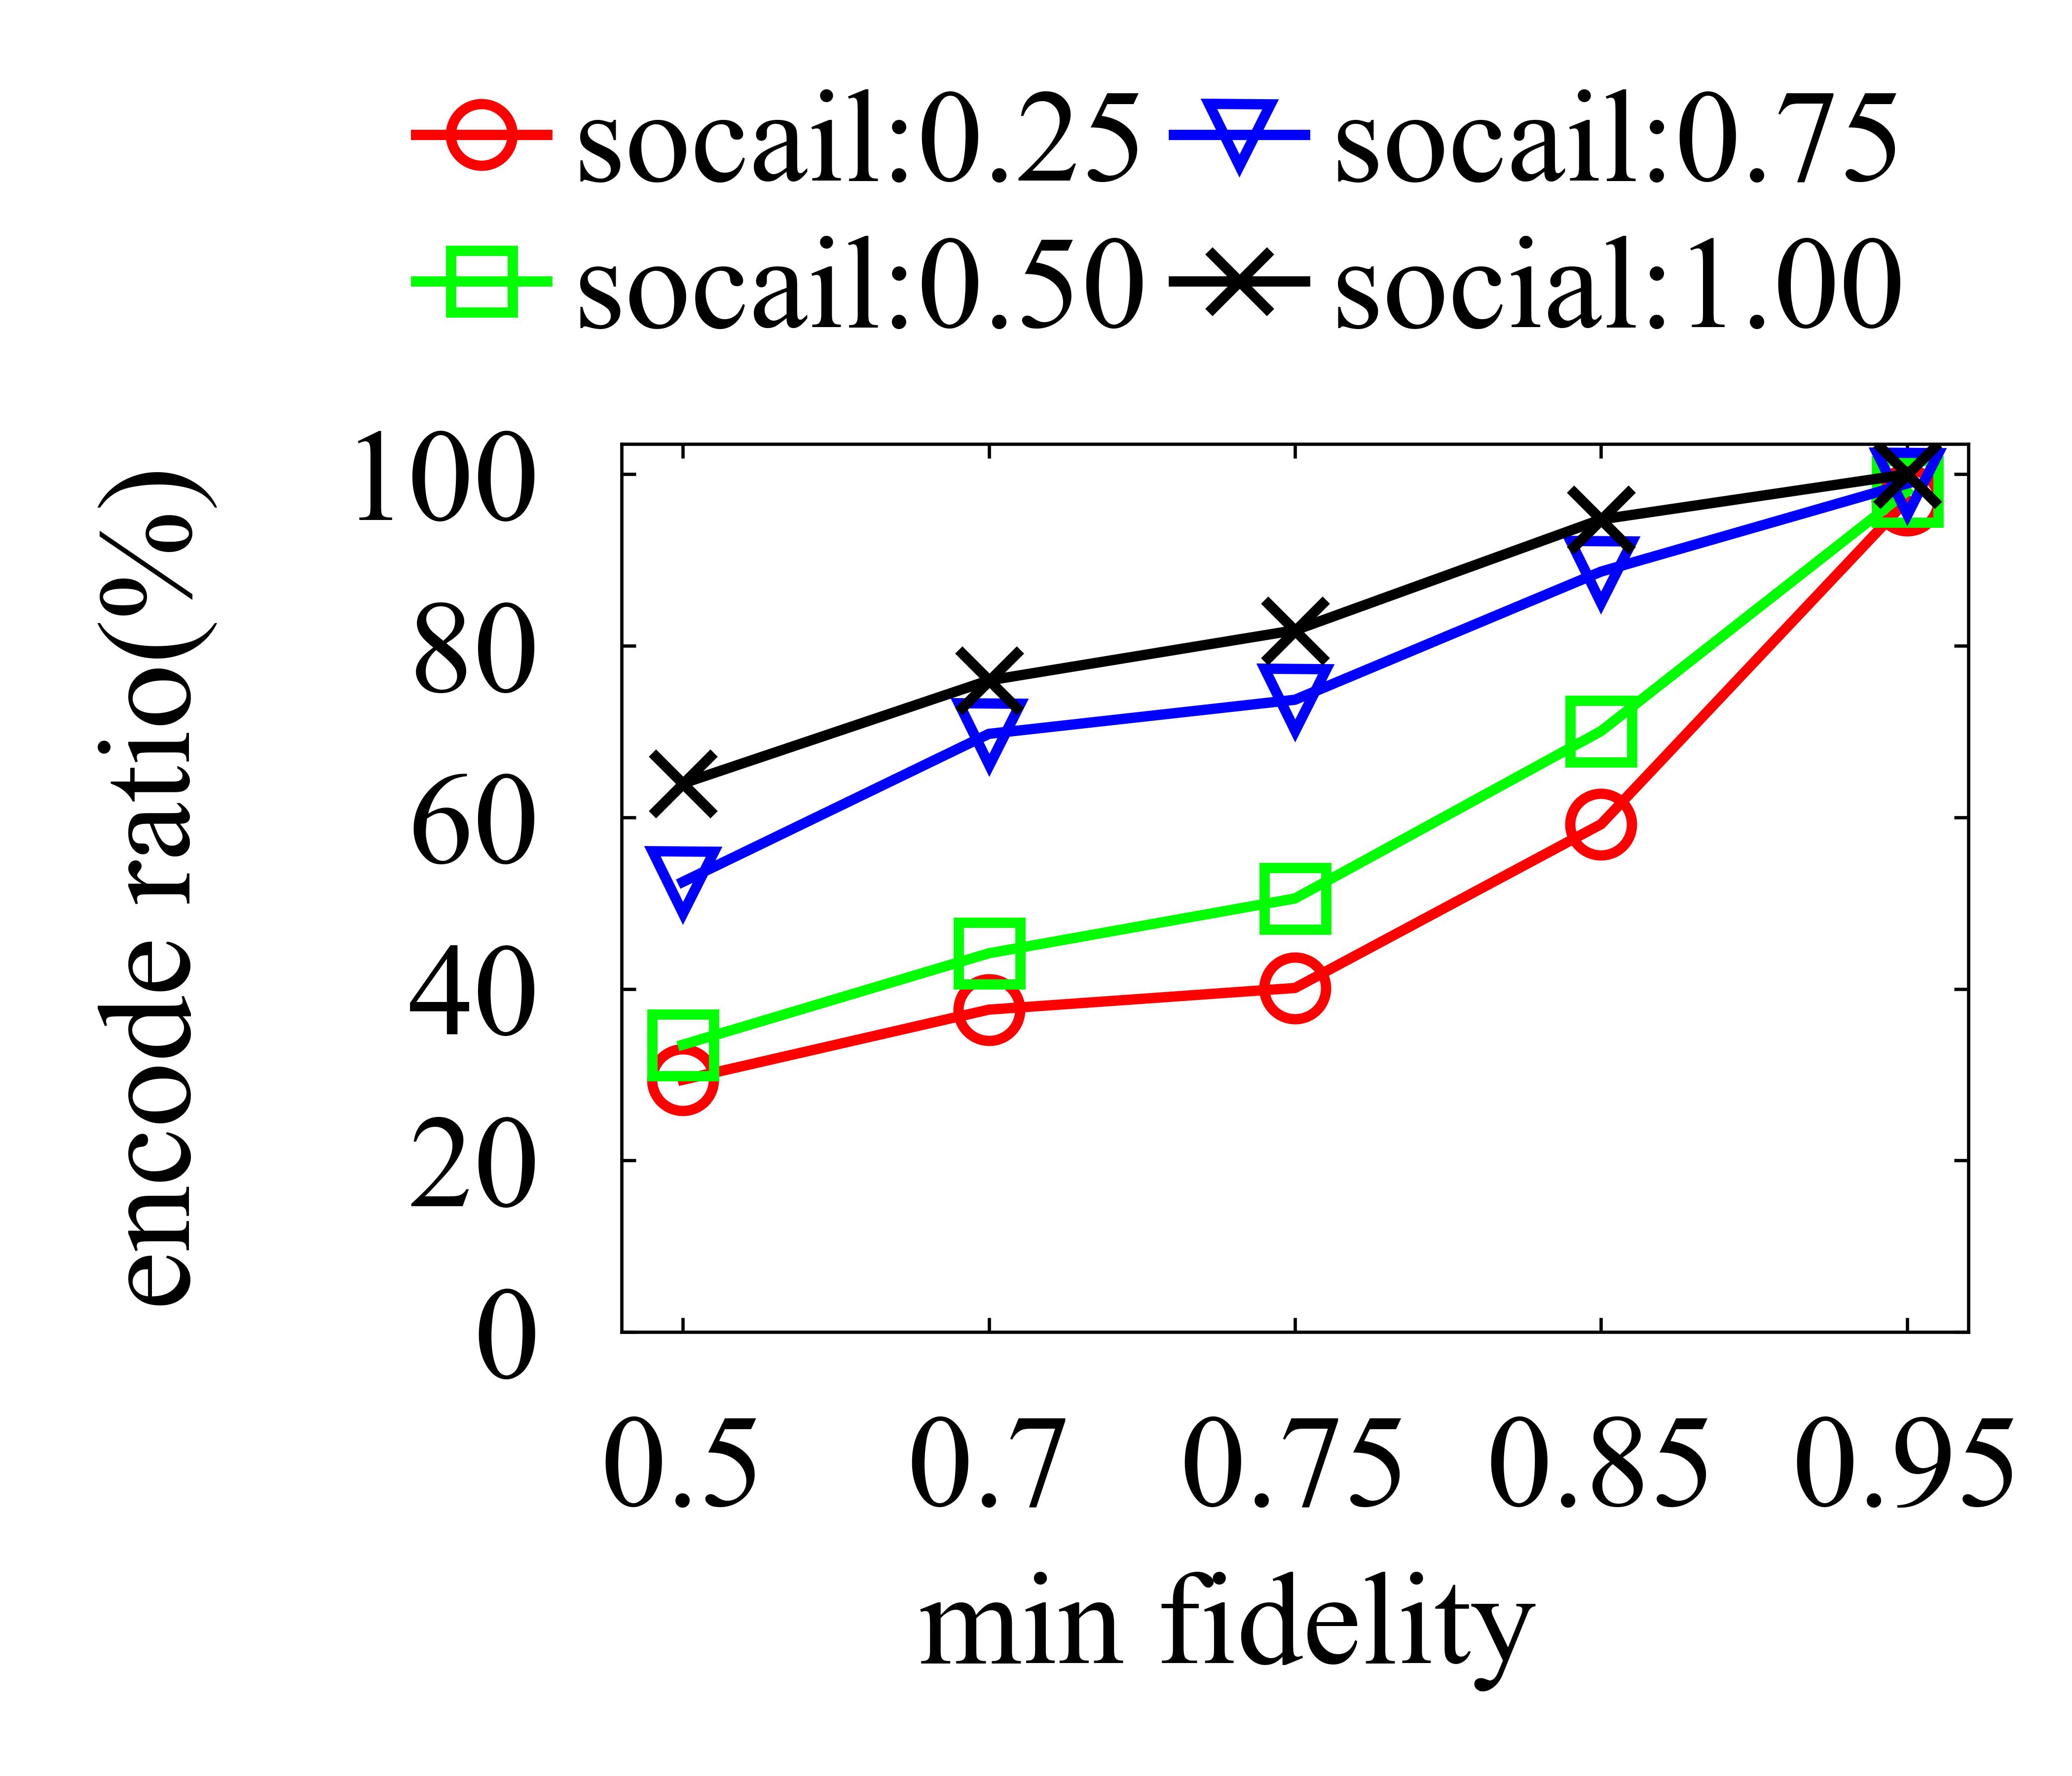 socail:0.25 socail:0.75
socail:0.50 social:1.00
encode ratio(%)
100
80
60
40
20
0
0.5 0.7 0.75 0.85 0.95
min fidelity